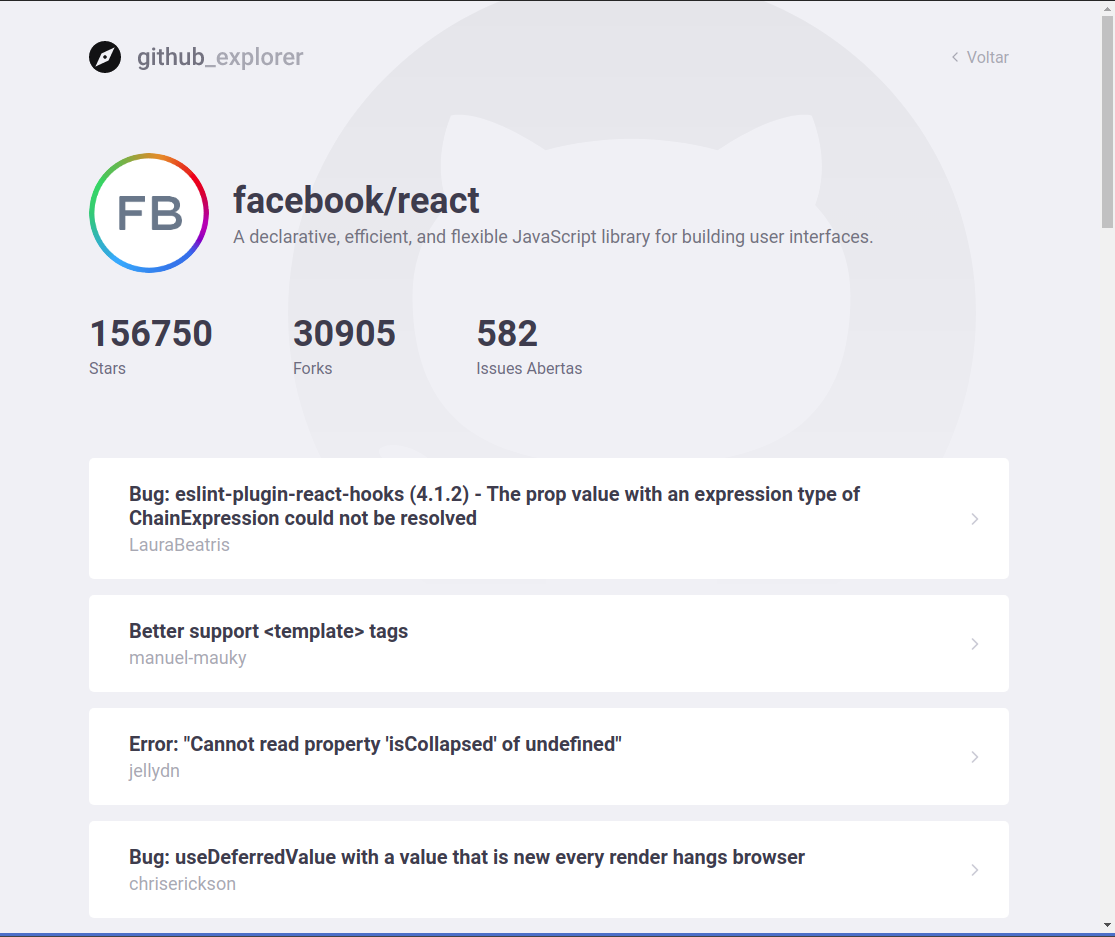 github_explorer
Voltar
FB
facebook/react
A declarative, efficient, and flexible JavaScript library for building user interfaces.
156750
30905
582
Stars
Forks
Issues Abertas
Bug: eslint-plugin-react-hooks (4.1.2) - The prop value with an expression type of
ChainExpression could not be resolved
LauraBeatris
Better support <template> tags
manuel-mauky
Error: "Cannot read property 'isCollapsed' of undefined"
jellydn
Bug: useDeferredValue with a value that is new every render hangs browser
chriserickson